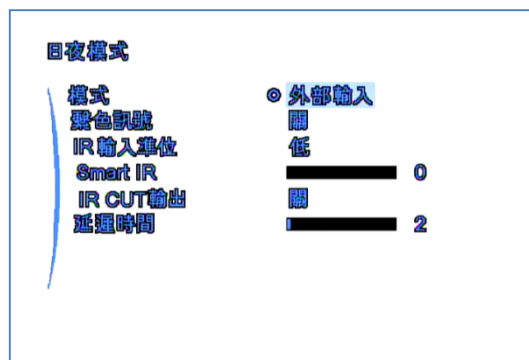 日夜模式
模式 外部輸入
繫色訊號 關
IR 輸入準位 低
Smart IR 0
IR CUT輸出 關
延遲時間 2